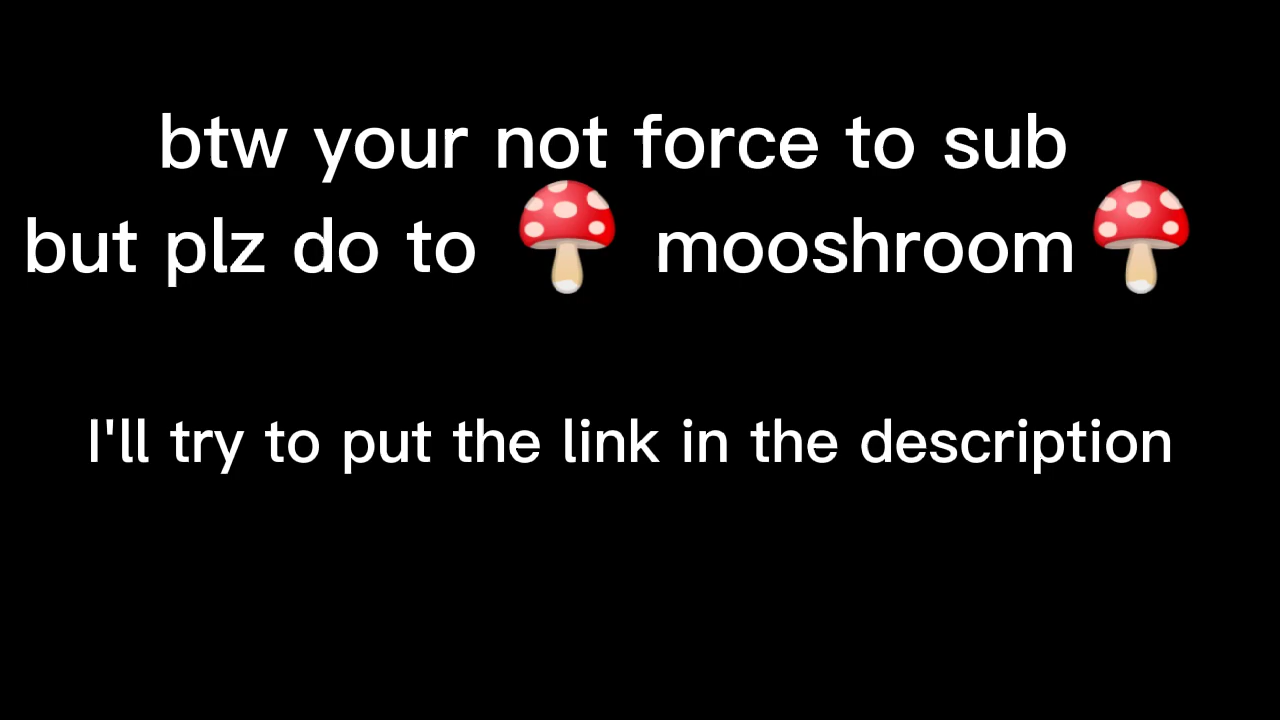 btw your not force to sub
but plz do to 🍄 mooshroom🍄
I'll try to put the link in the description